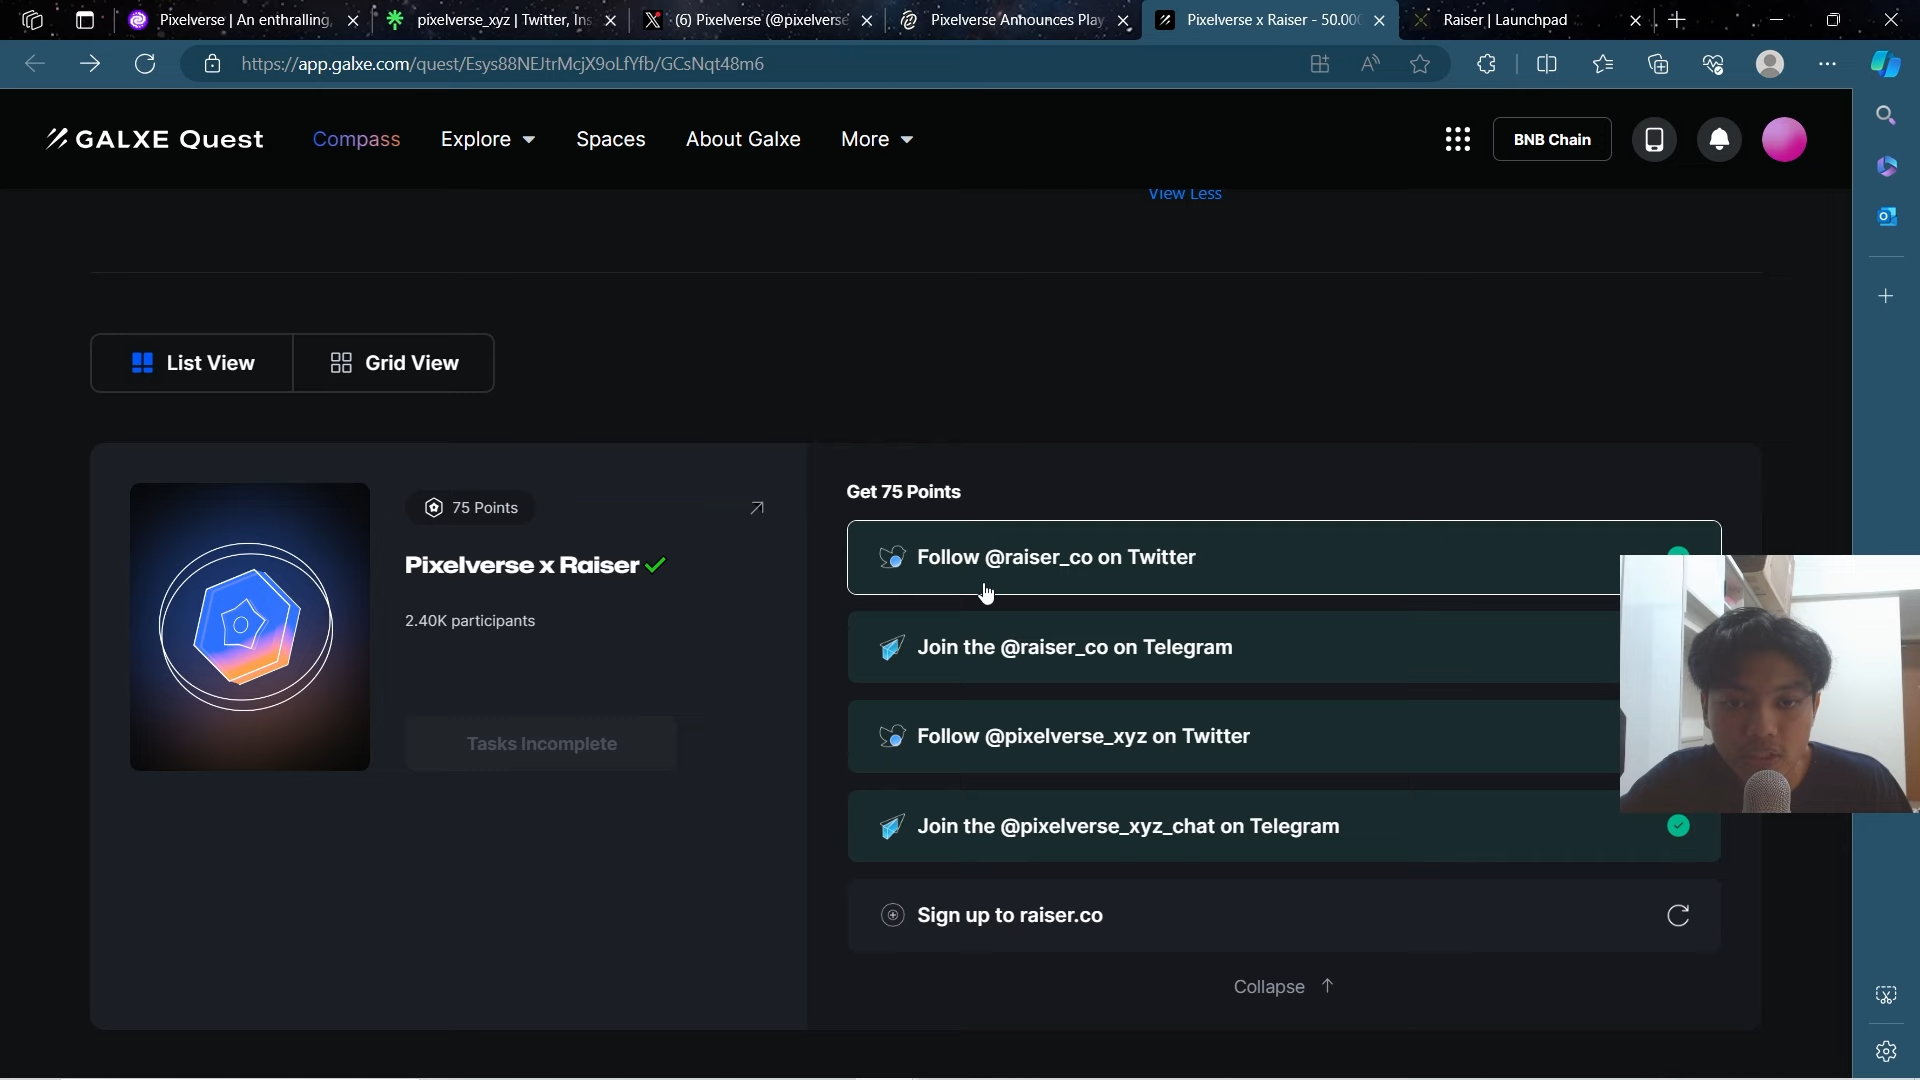 Pixelverse | An enthralling
pixelverse_xyz | Twitter, Ins
(6) Pixelverse (@pixelverse
Pixelverse Announces Play
Pixelverse x Raiser - 50.000
Raiser | Launchpad
https://app.galxe.com/quest/Esys88NEJtrMcjX9oLfYfb/GCsNqt48m6
GALXE Quest
Compass
Explore
Spaces
About Galxe
More
BNB Chain
View Less
List View
Grid View
75 Points
Pixelverse x Raiser
2.40K participants
Tasks Incomplete
Get 75 Points
Follow @raiser_co on Twitter
Join the @raiser_co on Telegram
Follow @pixelverse_xyz on Twitter
Join the @pixelverse_xyz_chat on Telegram
Sign up to raiser.co
Collapse